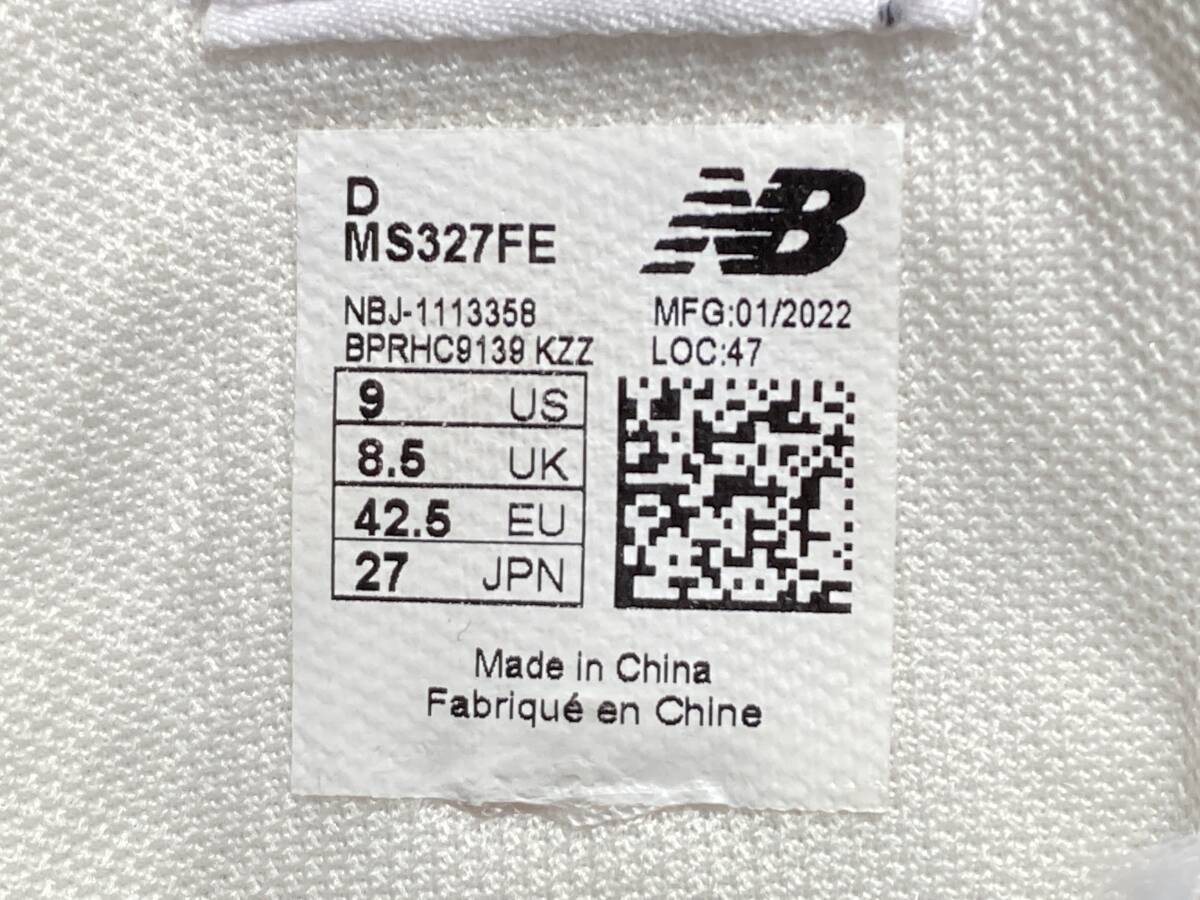 D
MS327FE
NB
NBJ-1113358
MFG:01/2022
BPRHC9139 KZZ
LOC:47
9 US
8.5 UK
42.5 EU
27 JPN
Made in China
Fabriqué en Chine